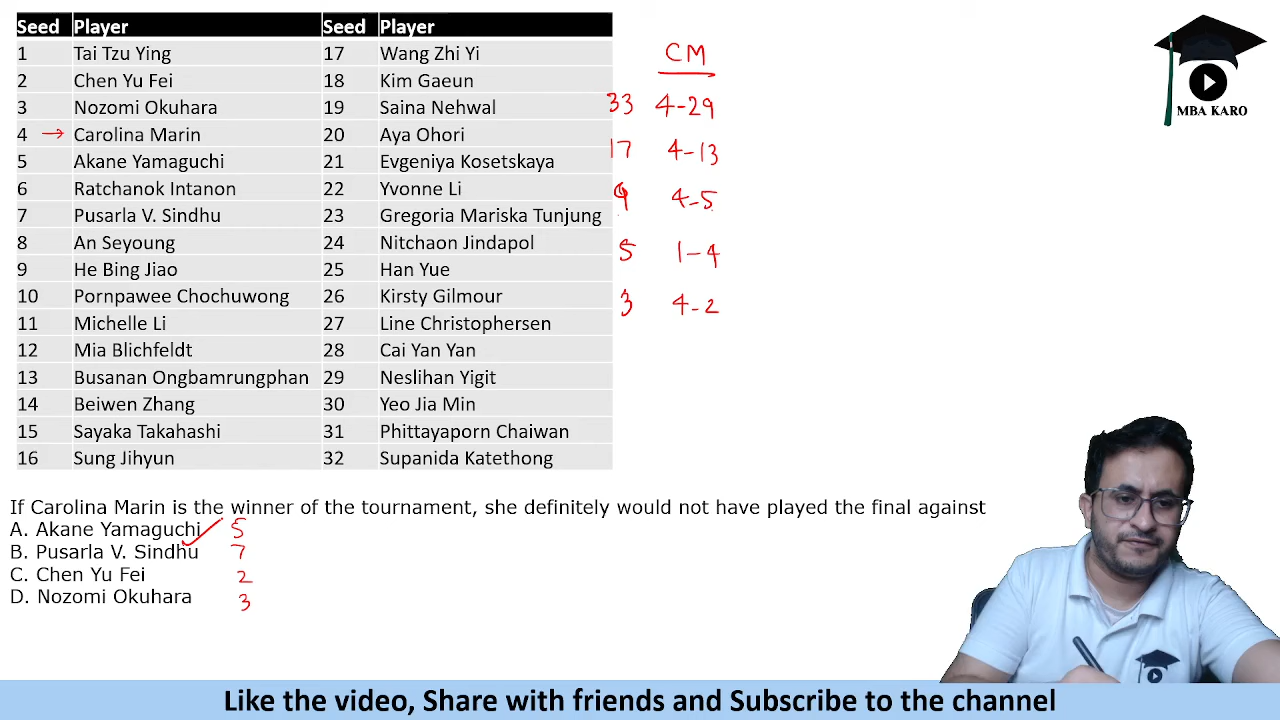 Seed Player Seed Player
1 Tai Tzu Ying 17 Wang Zhi Yi
2 Chen Yu Fei 18 Kim Gaeun
3 Nozomi Okuhara 19 Saina Nehwal
4 → Carolina Marin 20 Aya Ohori
5 Akane Yamaguchi 21 Evgeniya Kosetskaya
6 Ratchanok Intanon 22 Yvonne Li
7 Pusarla V. Sindhu 23 Gregoria Mariska Tunjung
8 An Seyoung 24 Nitchaon Jindapol
9 He Bing Jiao 25 Han Yue
10 Pornpawee Chochuwong 26 Kirsty Gilmour
11 Michelle Li 27 Line Christophersen
12 Mia Blichfeldt 28 Cai Yan Yan
13 Busanan Ongbamrungphan 29 Neslihan Yigit
14 Beiwen Zhang 30 Yeo Jia Min
15 Sayaka Takahashi 31 Phittayaporn Chaiwan
16 Sung Jihyun 32 Supanida Katethong
CM
33 4-29
17 4-13
9 4-5
5 1-4
3 4-2
MBA KARO
If Carolina Marin is the winner of the tournament, she definitely would not have played the final against
A. Akane Yamaguchi 5
B. Pusarla V. Sindhu 7
C. Chen Yu Fei 2
D. Nozomi Okuhara 3
Like the video, Share with friends and Subscribe to the channel